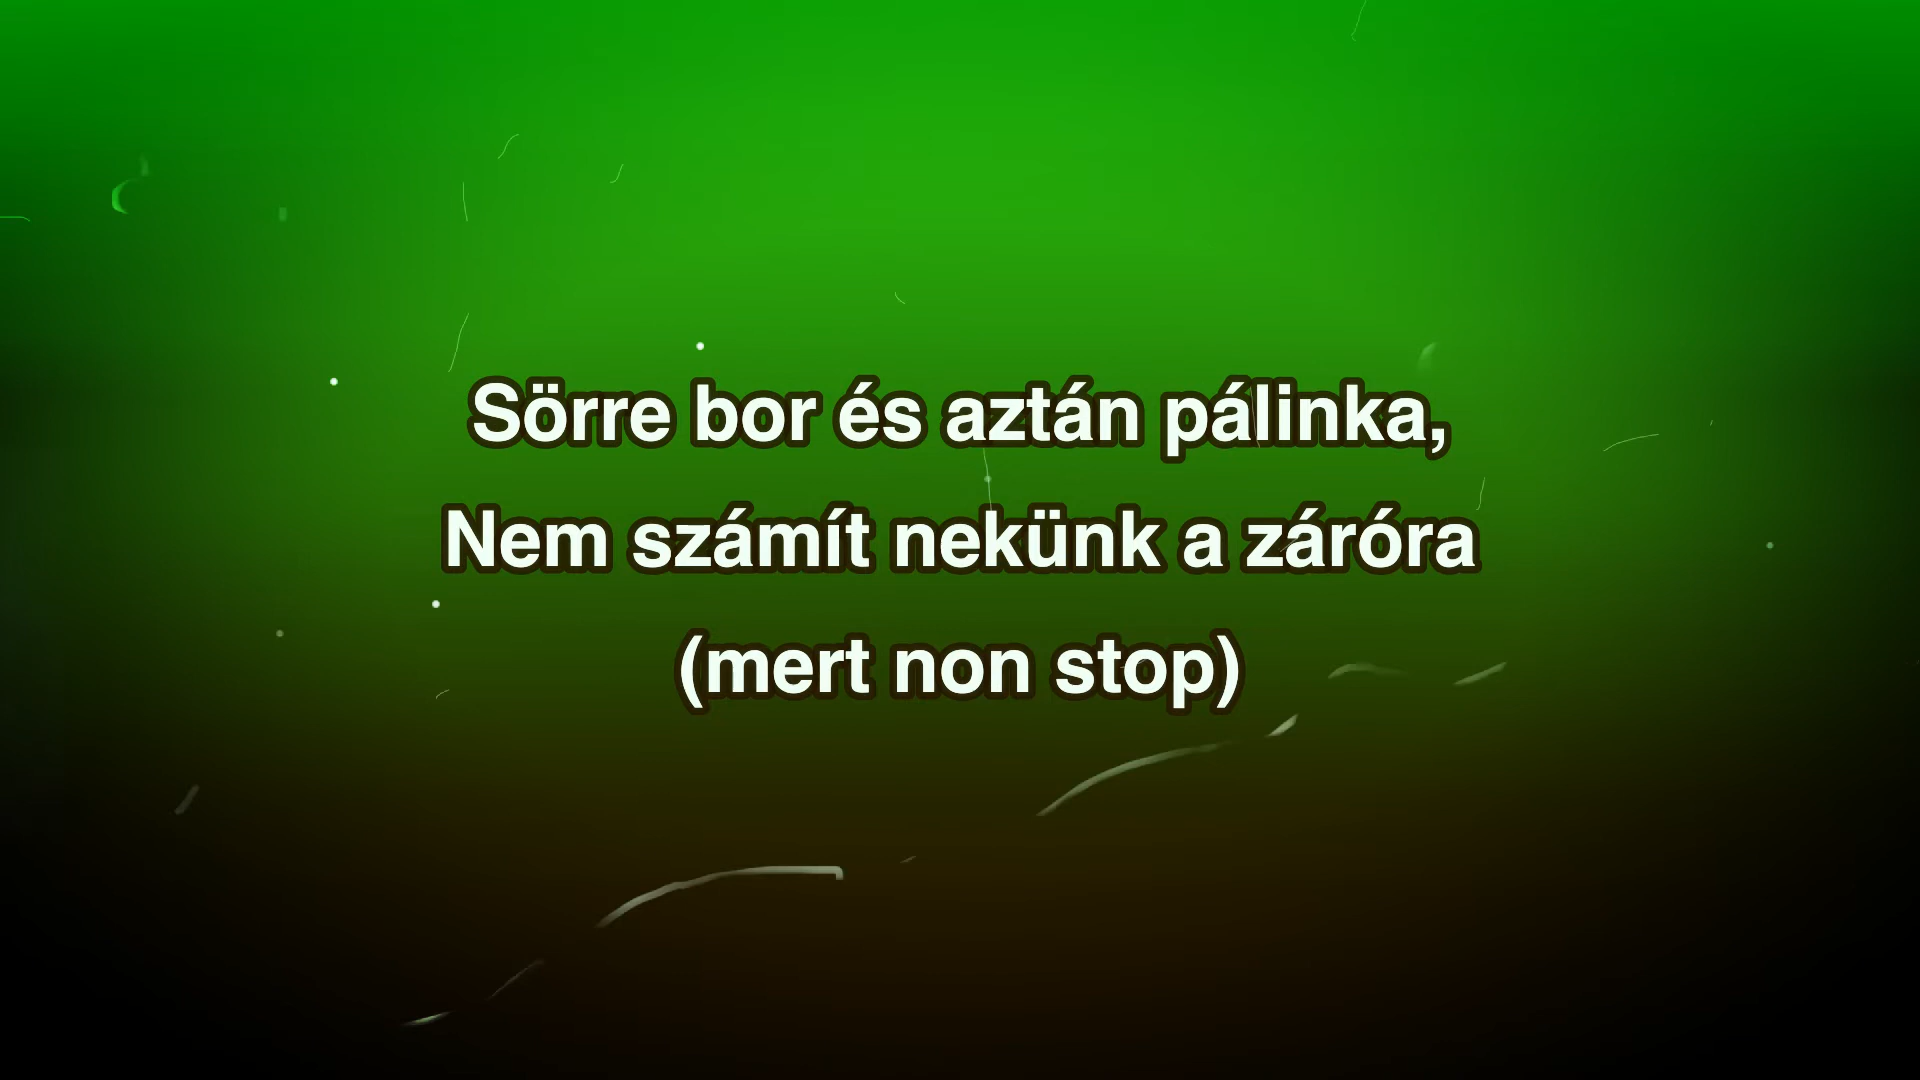 Sörre bor és aztán pálinka,
Nem számít nekünk a záróra
(mert non stop)